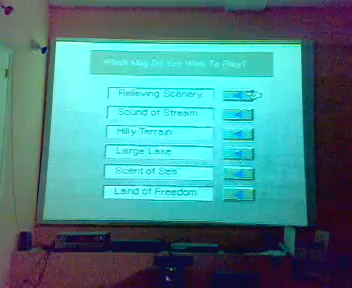 Which Map Do You Wish To Play?
Relieving Scenery
Sound of Stream
Hilly Terrain
Large Lake
Scent of Sea
Land of Freedom